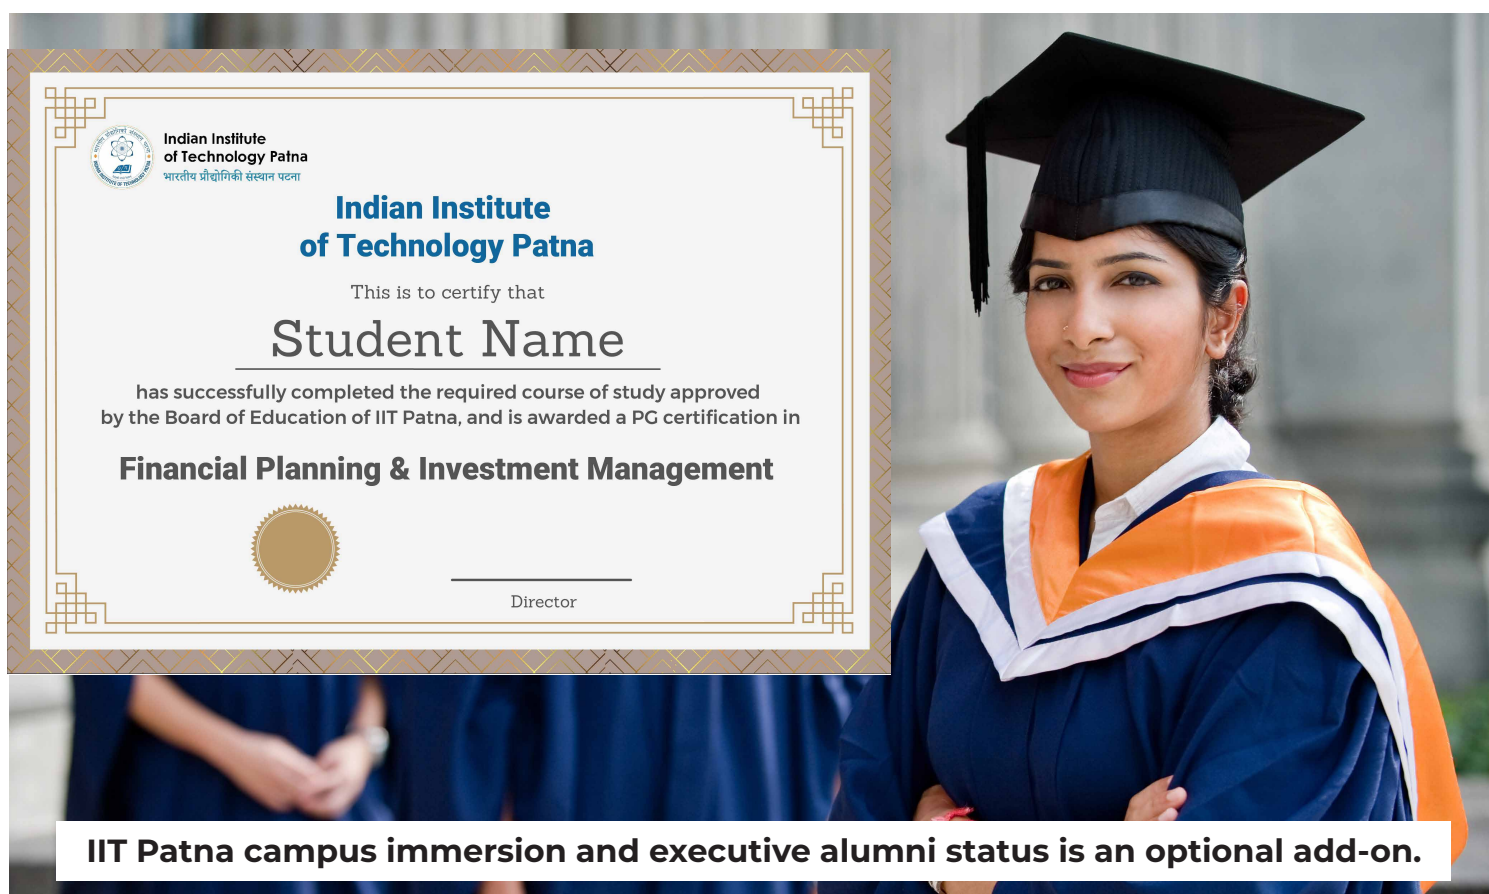 Indian Institute
of Technology Patna
भारतीय प्रौद्योगिकी संस्थान पटना
Indian Institute
of Technology Patna
This is to certify that
Student Name
has successfully completed the required course of study approved
by the Board of Education of IIT Patna, and is awarded a PG certification in
Financial Planning & Investment Management
Director
IIT Patna campus immersion and executive alumni status is an optional add-on.